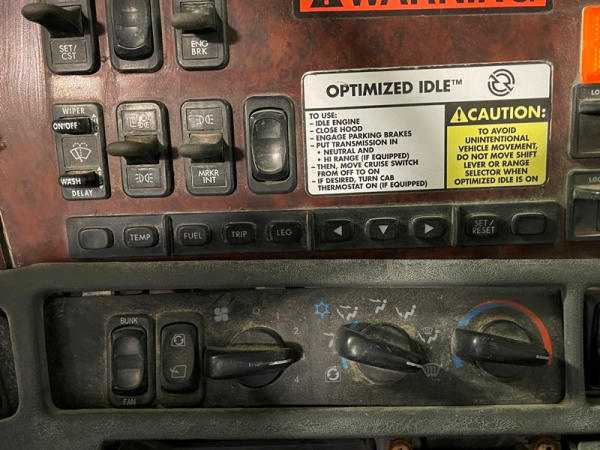 WARNING
SET/
CST
ENG
BRK
OPTIMIZED IDLE™
TO USE:
– IDLE ENGINE
– CLOSE HOOD
– ENGAGE PARKING BRAKES
– PUT TRANSMISSION IN
• NEUTRAL AND
• HI RANGE (IF EQUIPPED)
– THEN, MOVE CRUISE SWITCH
FROM OFF TO ON
– IF DESIRED, TURN CAB
THERMOSTAT ON (IF EQUIPPED)
CAUTION:
TO AVOID
UNINTENTIONAL
VEHICLE MOVEMENT,
DO NOT MOVE SHIFT
LEVER OR RANGE
SELECTOR WHEN
OPTIMIZED IDLE IS ON
WIPER
ON/OFF
WASH
DELAY
MRKR
INT
LO
LOC
TEMP
FUEL
TRIP
LEG
SET/
RESET
BUNK
FAN
1
2
4